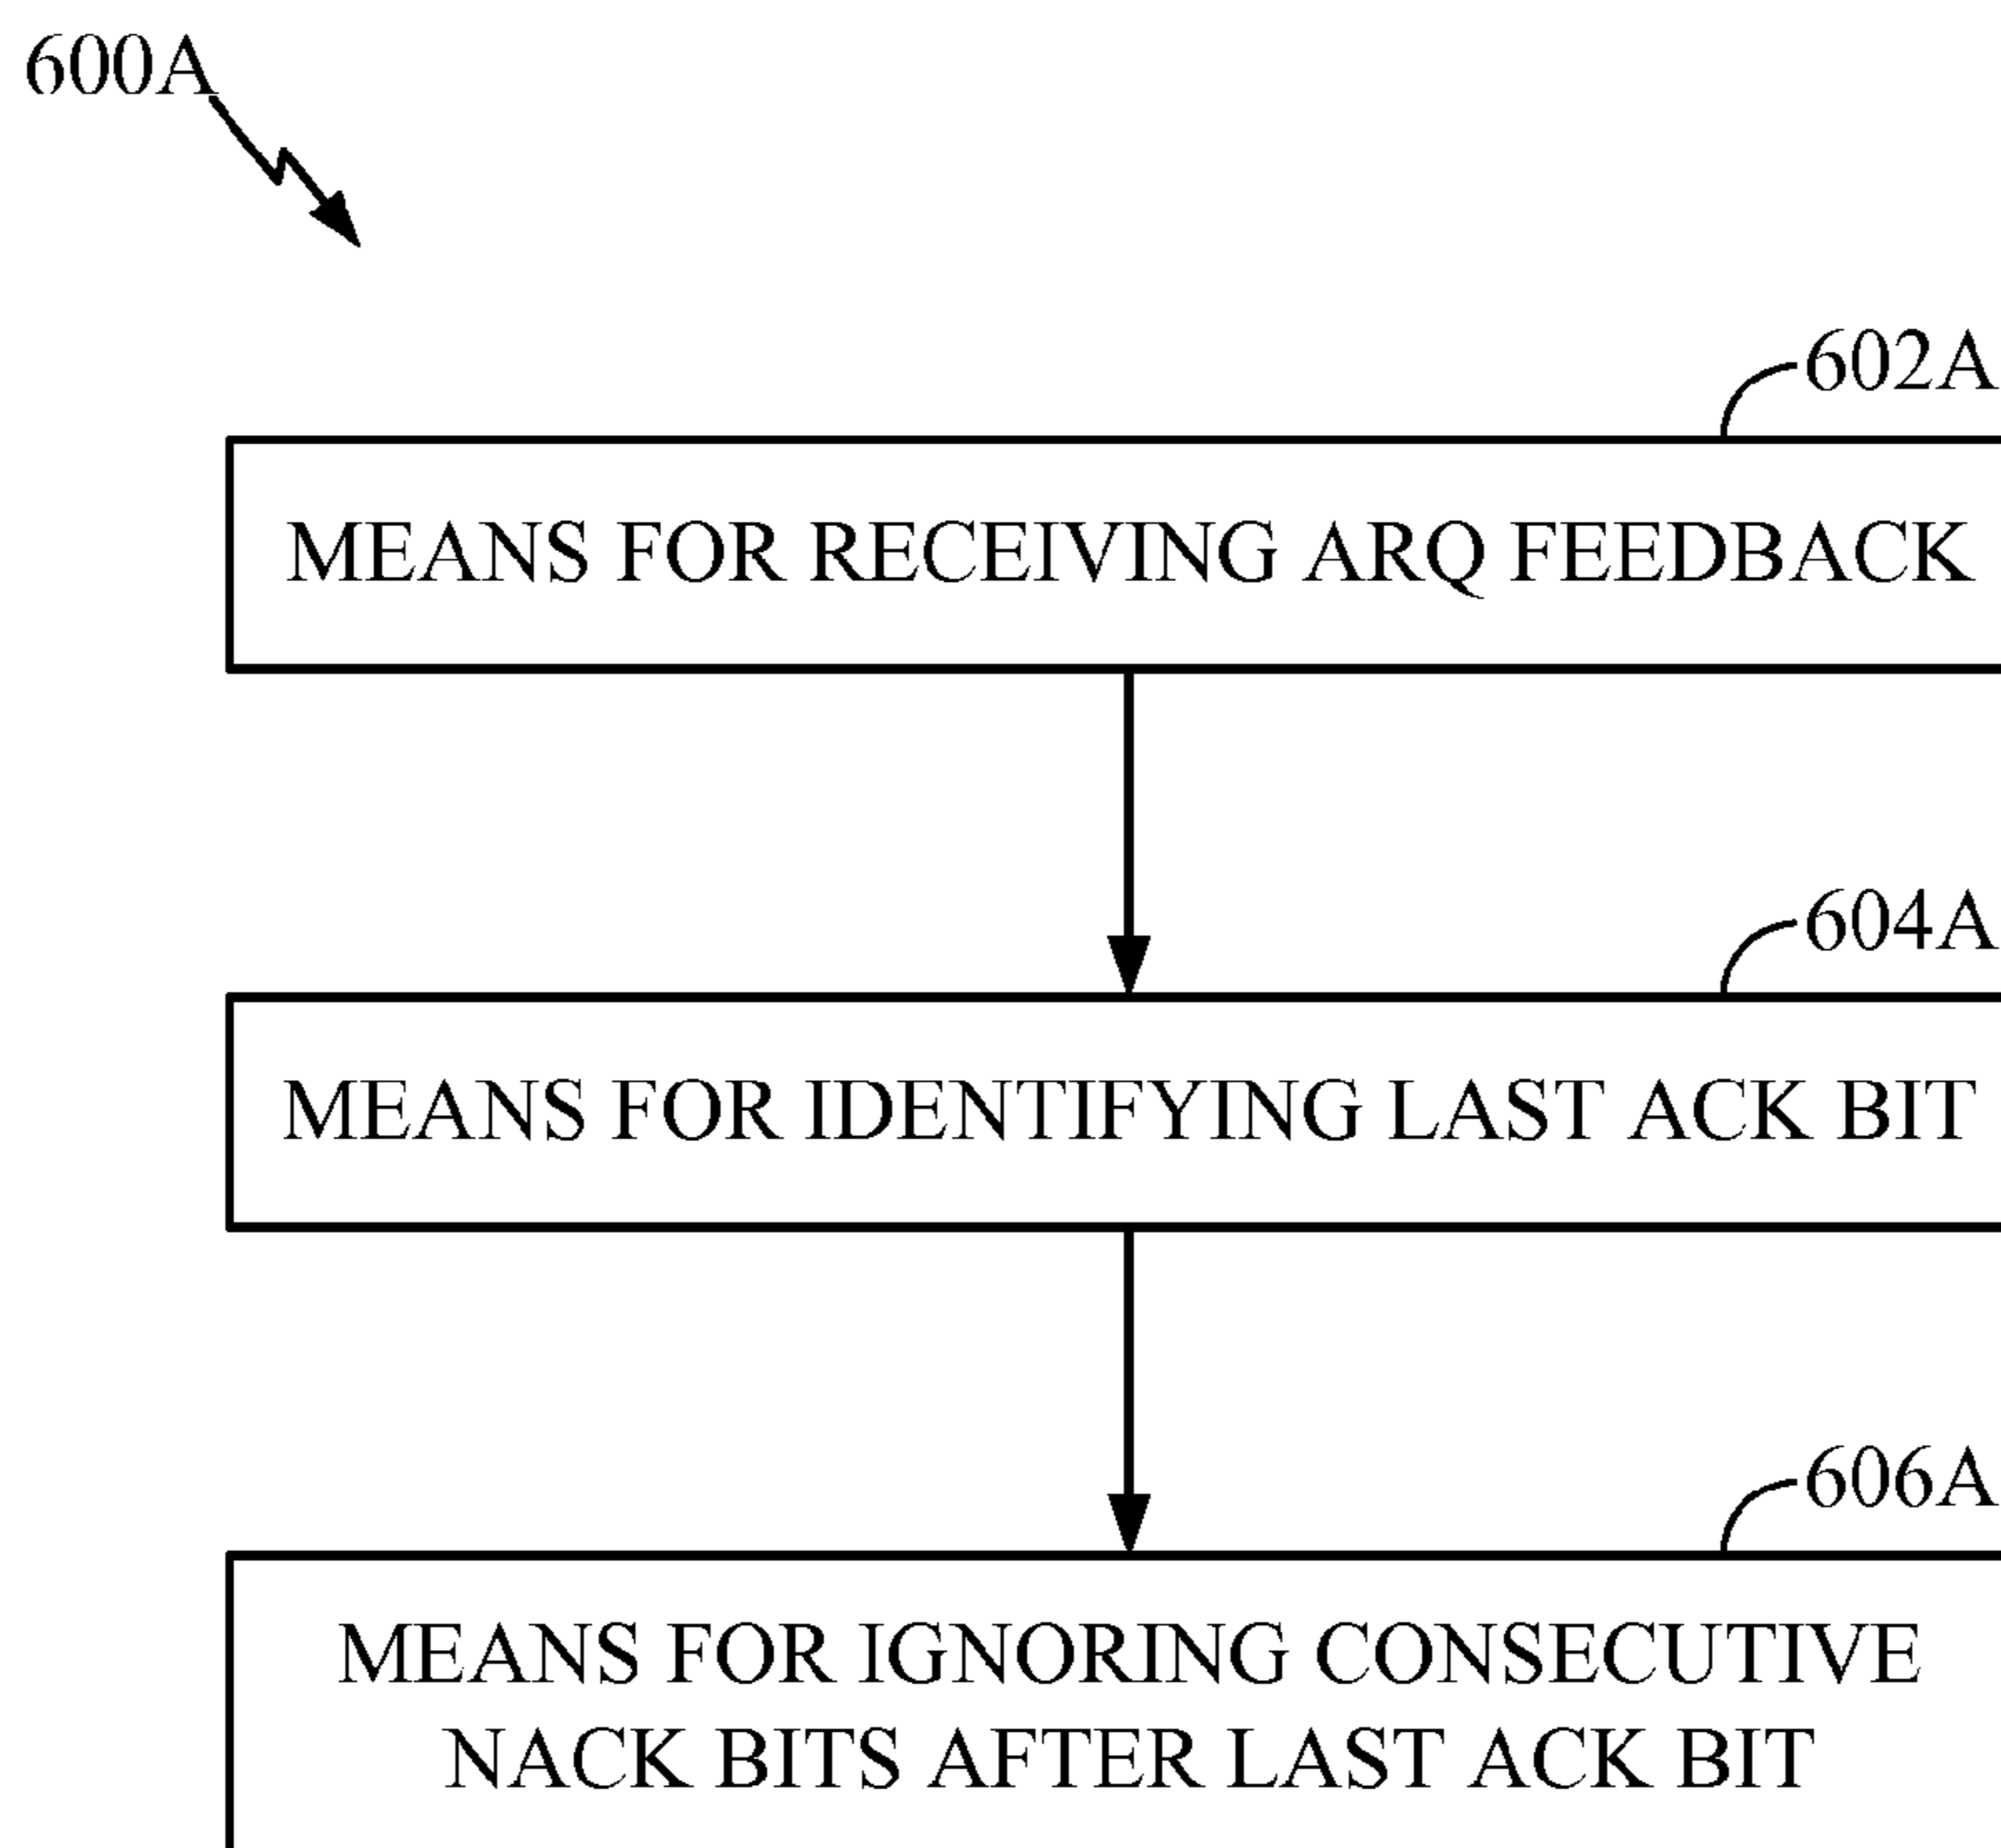 600A
602A
MEANS FOR RECEIVING ARQ FEEDBACK
604A
MEANS FOR IDENTIFYING LAST ACK BIT
606A
MEANS FOR IGNORING CONSECUTIVE
NACK BITS AFTER LAST ACK BIT